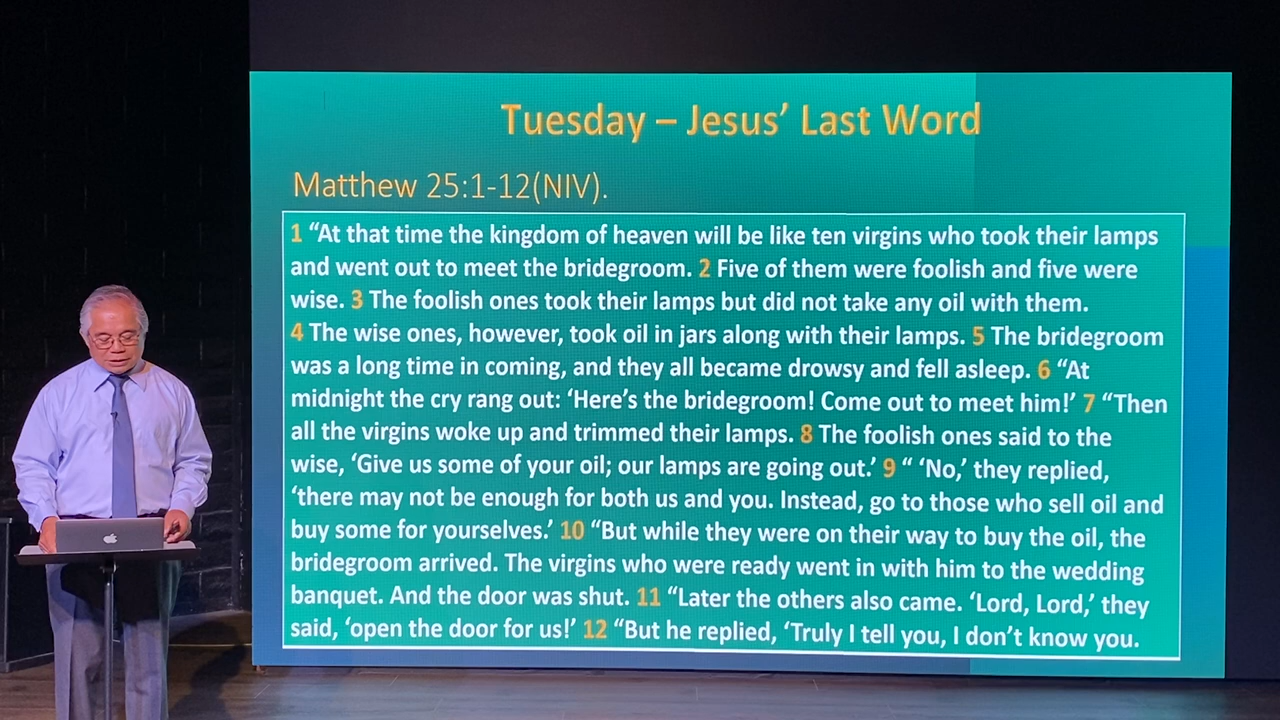 Tuesday – Jesus’ Last Word
Matthew 25:1-12(NIV).
1 “At that time the kingdom of heaven will be like ten virgins who took their lamps
and went out to meet the bridegroom. 2 Five of them were foolish and five were
wise. 3 The foolish ones took their lamps but did not take any oil with them.
4 The wise ones, however, took oil in jars along with their lamps. 5 The bridegroom
was a long time in coming, and they all became drowsy and fell asleep. 6 “At
midnight the cry rang out: ‘Here’s the bridegroom! Come out to meet him!’ 7 “Then
all the virgins woke up and trimmed their lamps. 8 The foolish ones said to the
wise, ‘Give us some of your oil; our lamps are going out.’ 9 “ ‘No,’ they replied,
‘there may not be enough for both us and you. Instead, go to those who sell oil and
buy some for yourselves.’ 10 “But while they were on their way to buy the oil, the
bridegroom arrived. The virgins who were ready went in with him to the wedding
banquet. And the door was shut. 11 “Later the others also came. ‘Lord, Lord,’ they
said, ‘open the door for us!’ 12 “But he replied, ‘Truly I tell you, I don’t know you.